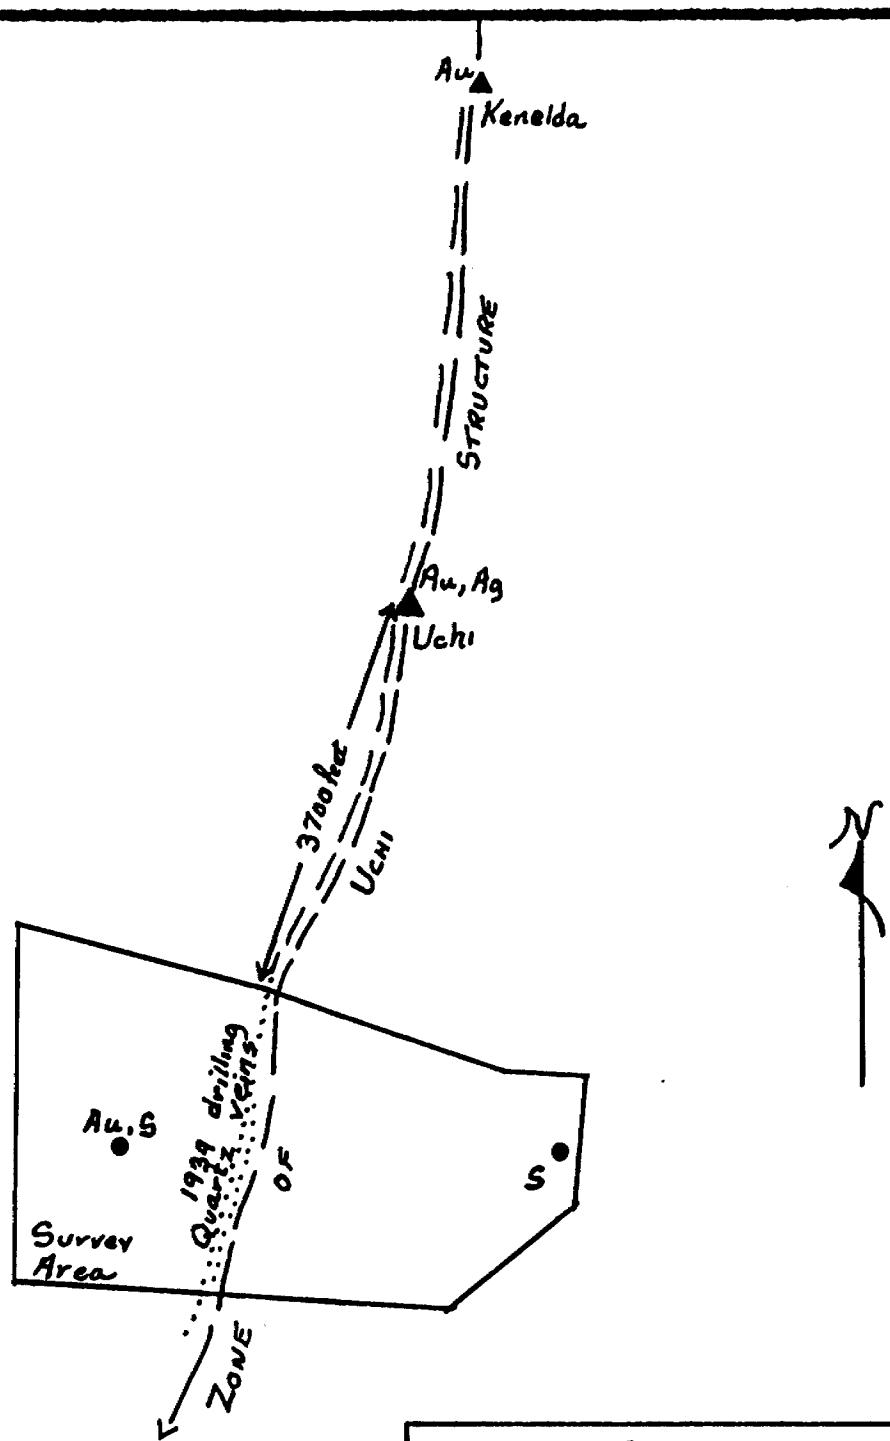 Au
Kenelda
STRUCTURE
Au, Ag
Uchi
3700 feet
UCHI
N
1939 drilling
Quartz veins
Au, S
S
OF
Survey
Area
ZONE